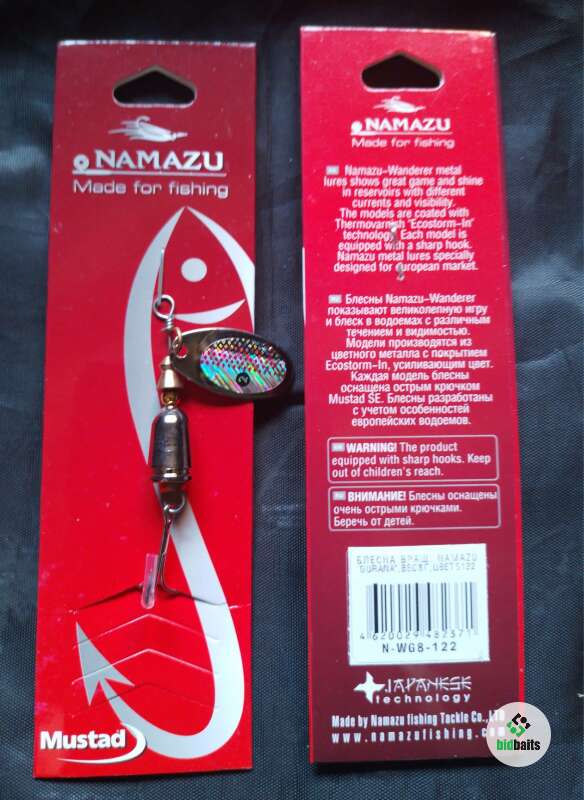 NAMAZU
Made for fishing
2
Mustad
NAMAZU
Made for fishing
Namazu-Wanderer metal
lures shows great game and shine
in reservoirs with different
currents and visibility.
The models are coated with
Thermovarnish "Ecostorm-In"
technology. Each model is
equipped with a sharp hook.
Namazu metal lures specially
designed for european market.
Блесны Namazu-Wanderer
показывают великолепную игру
и блеск в водоемах с различным
течением и видимостью.
Модели производятся из
цветного металла с покрытием
Ecostorm-In, усиливающим цвет.
Каждая модель блесны
оснащена острым крючком
Mustad SE. Блесны разработаны
с учетом особенностей
европейских водоемов.
WARNING! The product
equipped with sharp hooks. Keep
out of children's reach.
ВНИМАНИЕ! Блесны оснащены
очень острыми крючками.
Беречь от детей.
БЛЕСНА ВРАЩ. NAMAZU
4620029487371
N-WG8-122
JAPANESE
technology
Made by Namazu fishing Tackle Co.,LTD
www.namazufishing.com
bidbaits